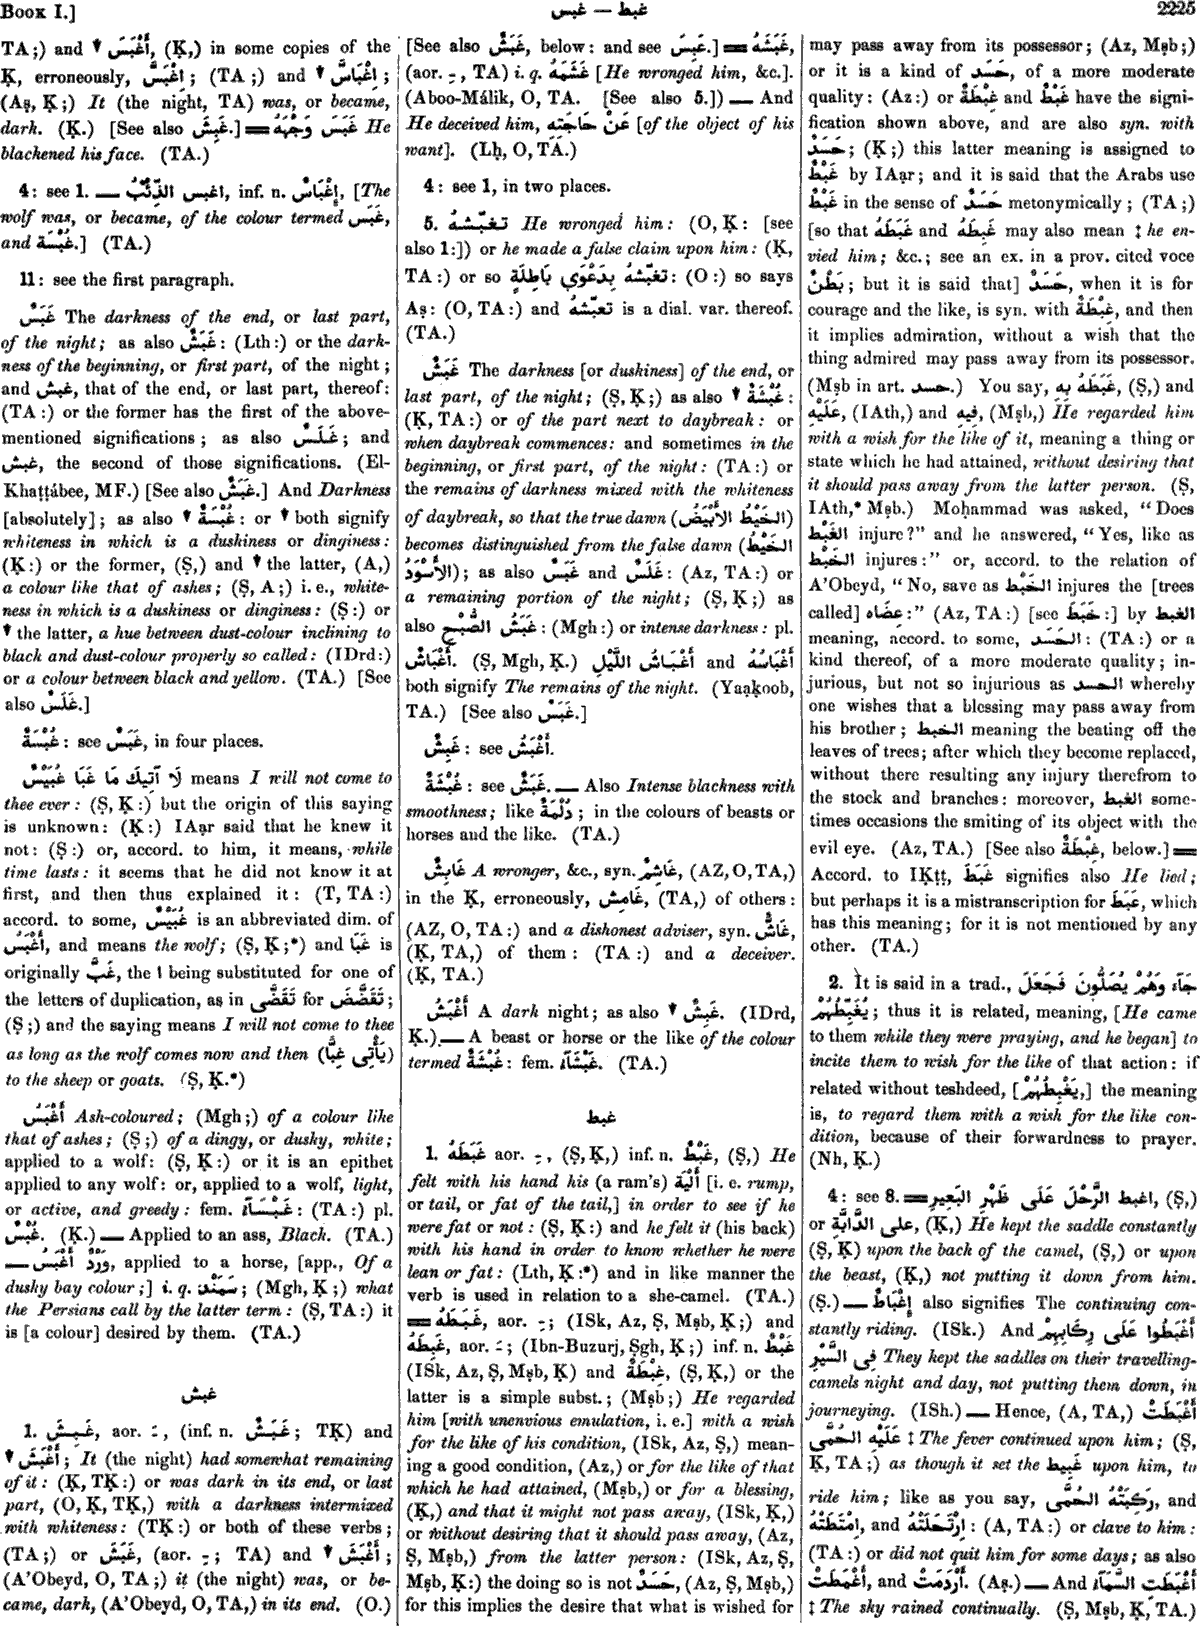 Book I.]
غبس — غبط
2225
TA;) and ▼ أَغْبَسَ, (Ḳ,) in some copies of the
Ḳ, erroneously, اِغْبَسَّ; (TA;) and ▼ اِغْبَاسَّ;
(Aṣ, Ḳ;) It (the night, TA) was, or became,
dark. (Ḳ.) [See also غَبِشَ.] ══ غَبَسَ وَجْهَهُ He
blackened his face. (TA.)
4: see 1. — اغبس الذِّئْبُ, inf. n. إِغْبَاسٌ, [The
wolf was, or became, of the colour termed غَبَس,
and غُبْسَة.] (TA.)
11: see the first paragraph.
غَبَسٌ The darkness of the end, or last part,
of the night; as also غَبَشٌ: (Lth:) or the dark-
ness of the beginning, or first part, of the night;
and غبش, that of the end, or last part, thereof:
(TA:) or the former has the first of the above-
mentioned significations; as also غَلَسٌ; and
غبش, the second of those significations. (El-
Khaṭṭábee, MF.) [See also غَبَشٌ.] And Darkness
[absolutely]; as also ▼ غُبْسَةٌ: or ▼ both signify
whiteness in which is a duskiness or dinginess:
(Ḳ:) or the former, (Ṣ,) and ▼ the latter, (A,)
a colour like that of ashes; (Ṣ, A;) i. e., white-
ness in which is a duskiness or dinginess: (Ṣ:) or
▼ the latter, a hue between dust-colour inclining to
black and dust-colour properly so called: (IDrd:)
or a colour between black and yellow. (TA.) [See
also غَلَسٌ.]
غُبْسَةٌ: see غَبَسٌ, in four places.
لَا آتِيكَ مَا غَبَا غُبَيْسٌ means I will not come to
thee ever: (Ṣ, Ḳ:) but the origin of this saying
is unknown: (Ḳ:) IAạr said that he knew it
not: (Ṣ:) or, accord. to him, it means, while
time lasts: it seems that he did not know it at
first, and then thus explained it: (T, TA:)
accord. to some, غُبَيْسٌ is an abbreviated dim. of
أَغْبَسُ, and means the wolf; (Ṣ, Ḳ;*) and غَبَا is
originally غَبَّ, the ا being substituted for one of
the letters of duplication, as in تَقَضَّى for تَقَضَّضَ;
(Ṣ;) and the saying means I will not come to thee
as long as the wolf comes now and then (يَأْتِى غِبًّا)
to the sheep or goats. (Ṣ, Ḳ.*)
أَغْبَسُ Ash-coloured; (Mgh;) of a colour like
that of ashes; (Ṣ;) of a dingy, or dusky, white;
applied to a wolf: (Ṣ, Ḳ:) or it is an epithet
applied to any wolf: or, applied to a wolf, light,
or active, and greedy: fem. غَبْسَآءُ: (TA:) pl.
غُبْسٌ. (Ḳ.) — Applied to an ass, Black. (TA.)
— وَرْدٌ أَغْبَسُ, applied to a horse, [app., Of a
dusky bay colour;] i. q. سَمَنْد; (Mgh, Ḳ;) what
the Persians call by the latter term: (Ṣ, TA:) it
is [a colour] desired by them. (TA.)
غبش
1. غَبِشَ, aor. ـَ, (inf. n. غَبَشٌ; TḲ) and
▼ أَغْبَشَ; It (the night) had somewhat remaining
of it: (Ḳ, TḲ:) or was dark in its end, or last
part, (O, Ḳ, TḲ,) with a darkness intermixed
with whiteness: (TḲ:) or both of these verbs;
(TA;) or غَبَشَ, (aor. ـِ; TA) and ▼ أَغْبَشَ;
(A'Obeyd, O, TA;) it (the night) was, or be-
came, dark, (A'Obeyd, O, TA,) in its end. (O.)
[See also غَبَشٌ, below: and see غَبِسَ.] ══ غَبَشَهُ,
(aor. ـِ, TA) i. q. غَشَمَهُ [He wronged him, &c.].
(Aboo-Málik, O, TA. [See also 5.]) — And
He deceived him, عَنْ حَاجَتِهِ [of the object of his
want]. (Lḥ, O, TA.)
4: see 1, in two places.
5. تغبّشهُ He wronged him: (O, Ḳ: [see
also 1:]) or he made a false claim upon him: (Ḳ,
TA:) or so تغبّشهُ بِدَعْوَى بَاطِلَةٍ: (O:) so says
Aṣ: (O, TA:) and تعبّشهُ is a dial. var. thereof.
(TA.)
غَبَشٌ The darkness [or duskiness] of the end, or
last part, of the night; (Ṣ, Ḳ;) as also ▼ غُبْشَةٌ:
(Ḳ, TA:) or of the part next to daybreak: or
when daybreak commences: and sometimes in the
beginning, or first part, of the night: (TA:) or
the remains of darkness mixed with the whiteness
of daybreak, so that the true dawn (الخَيْطُ الأَبْيَضُ)
becomes distinguished from the false dawn (الخَيْطُ
الأَسْوَدُ); as also غَبَسٌ and غَلَسٌ: (Az, TA:) or
a remaining portion of the night; (Ṣ, Ḳ;) as
also غَبَشُ الصُّبْحِ: (Mgh:) or intense darkness: pl.
أَغْبَاشٌ. (Ṣ, Mgh, Ḳ.) أَغْبَاشُ اللَّيْلِ and أَغْبَاسُهُ
both signify The remains of the night. (Yaạḳoob,
TA.) [See also غَبَسٌ.]
غَبِشٌ: see أَغْبَشُ.
غُبْشَةٌ: see غَبَشٌ. — Also Intense blackness with
smoothness; like دُلْمَةٌ; in the colours of beasts or
horses and the like. (TA.)
غَابِشٌ A wronger, &c., syn. غَاشِمٌ, (AZ, O, TA,)
in the Ḳ, erroneously, غَامِش, (TA,) of others:
(AZ, O, TA:) and a dishonest adviser, syn. غَاشٌّ,
(Ḳ, TA,) of them: (TA:) and a deceiver.
(Ḳ, TA.)
أَغْبَشُ A dark night; as also ▼ غَبِشٌ. (IDrd,
Ḳ.) — A beast or horse or the like of the colour
termed غُبْشَةٌ: fem. غَبْشَآءُ. (TA.)
غبط
1. غَبَطَهُ aor. ـِ, (Ṣ, Ḳ,) inf. n. غَبْطٌ, (Ṣ,) He
felt with his hand his (a ram's) أَلْيَة [i. e. rump,
or tail, or fat of the tail,] in order to see if he
were fat or not: (Ṣ, Ḳ:) and he felt it (his back)
with his hand in order to know whether he were
lean or fat: (Lth, Ḳ:*) and in like manner the
verb is used in relation to a she-camel. (TA.)
══ غَبَطَهُ, aor. ـِ; (ISk, Az, Ṣ, Mṣb, Ḳ;) and
غَبِطَهُ, aor. ـَ; (Ibn-Buzurj, Ṣgh, Ḳ;) inf. n. غَبْطٌ
(ISk, Az, Ṣ, Mṣb, Ḳ) and غِبْطَةٌ, (Ṣ, Ḳ,) or the
latter is a simple subst.; (Mṣb;) He regarded
him [with unenvious emulation, i. e.] with a wish
for the like of his condition, (ISk, Az, Ṣ,) mean-
ing a good condition, (Az,) or for the like of that
which he had attained, (Mṣb,) or for a blessing,
(Ḳ,) and that it might not pass away, (ISk, Ḳ,)
or without desiring that it should pass away, (Az,
Ṣ, Mṣb,) from the latter person: (ISk, Az, Ṣ,
Mṣb, Ḳ:) the doing so is not حَسَدٌ, (Az, Ṣ, Mṣb,)
for this implies the desire that what is wished for
may pass away from its possessor; (Az, Mṣb;)
or it is a kind of حَسَد, of a more moderate
quality: (Az:) or غِبْطَةٌ and غَبْطٌ have the signi-
fication shown above, and are also syn. with
حَسَدٌ; (Ḳ;) this latter meaning is assigned to
غَبْطٌ by IAạr; and it is said that the Arabs use
غَبْطٌ in the sense of حَسَدٌ metonymically; (TA;)
[so that غَبَطَهُ and غَبِطَهُ may also mean ‡ he en-
vied him; &c.; see an ex. in a prov. cited voce
بَطْنٌ; but it is said that] حَسَدٌ, when it is for
courage and the like, is syn. with غِبْطَةٌ, and then
it implies admiration, without a wish that the
thing admired may pass away from its possessor.
(Mṣb in art. حسد.) You say, غَبَطَهُ بِهِ, (Ṣ,) and
عَلَيْهِ, (IAth,) and فِيهِ, (Mṣb,) He regarded him
with a wish for the like of it, meaning a thing or
state which he had attained, without desiring that
it should pass away from the latter person. (Ṣ,
IAth,* Mṣb.) Moḥammad was asked, "Does
الغَبْط injure?" and he answered, "Yes, like as
الخَبْط injures:" or, accord. to the relation of
A'Obeyd, "No, save as الخَبْط injures the [trees
called] عِضَاه:" (Az, TA:) [see خَبَطَ:] by الغبط
meaning, accord. to some, الحَسَد: (TA:) or a
kind thereof, of a more moderate quality; in-
jurious, but not so injurious as الحسد whereby
one wishes that a blessing may pass away from
his brother; الخبط meaning the beating off the
leaves of trees; after which they become replaced,
without there resulting any injury therefrom to
the stock and branches: moreover, الغبط some-
times occasions the smiting of its object with the
evil eye. (Az, TA.) [See also غِبْطَةٌ, below.] ══
Accord. to IḲṭṭ, غَبَطَ signifies also He lied;
but perhaps it is a mistranscription for عَبَطَ, which
has this meaning; for it is not mentioned by any
other. (TA.)
2. It is said in a trad., جَآءَ وَهُمْ يُصَلُّونَ فَجَعَلَ
يُغَبِّطُهُمْ; thus it is related, meaning, [He came
to them while they were praying, and he began] to
incite them to wish for the like of that action: if
related without teshdeed, [يَغْبِطُهُمْ,] the meaning
is, to regard them with a wish for the like con-
dition, because of their forwardness to prayer.
(Nh, Ḳ.)
4: see 8. ══ اغبط الرَّحْلَ عَلَى ظَهْرِ البَعِيرِ, (Ṣ,)
or على الدَّابَّةِ, (Ḳ,) He kept the saddle constantly
(Ṣ, Ḳ) upon the back of the camel, (Ṣ,) or upon
the beast, (Ḳ,) not putting it down from him.
(Ṣ.) — إِغْبَاطٌ also signifies The continuing con-
stantly riding. (ISk.) And أَغْبَطُوا عَلَى رِكَابِهِمْ
فِى السَّيْرِ They kept the saddles on their travelling-
camels night and day, not putting them down, in
journeying. (ISh.) — Hence, (A, TA,) أَغْبَطَتْ
عَلَيْهِ الحُمَّى ‡ The fever continued upon him; (Ṣ,
Ḳ, TA;) as though it set the غَبِيط upon him, to
ride him; like as you say, رَكِبَتْهُ الحُمَّى, and
اِمْتَطَتْهُ, and اِرْتَحَلَتْهُ: (A, TA:) or clave to him:
(TA:) or did not quit him for some days; as also
أَغْمَطَتْ, and أَرْدَمَتْ. (Aṣ.) — And أَغْبَطَتِ السَّمَآءُ
‡ The sky rained continually. (Ṣ, Mṣb, Ḳ, TA.)